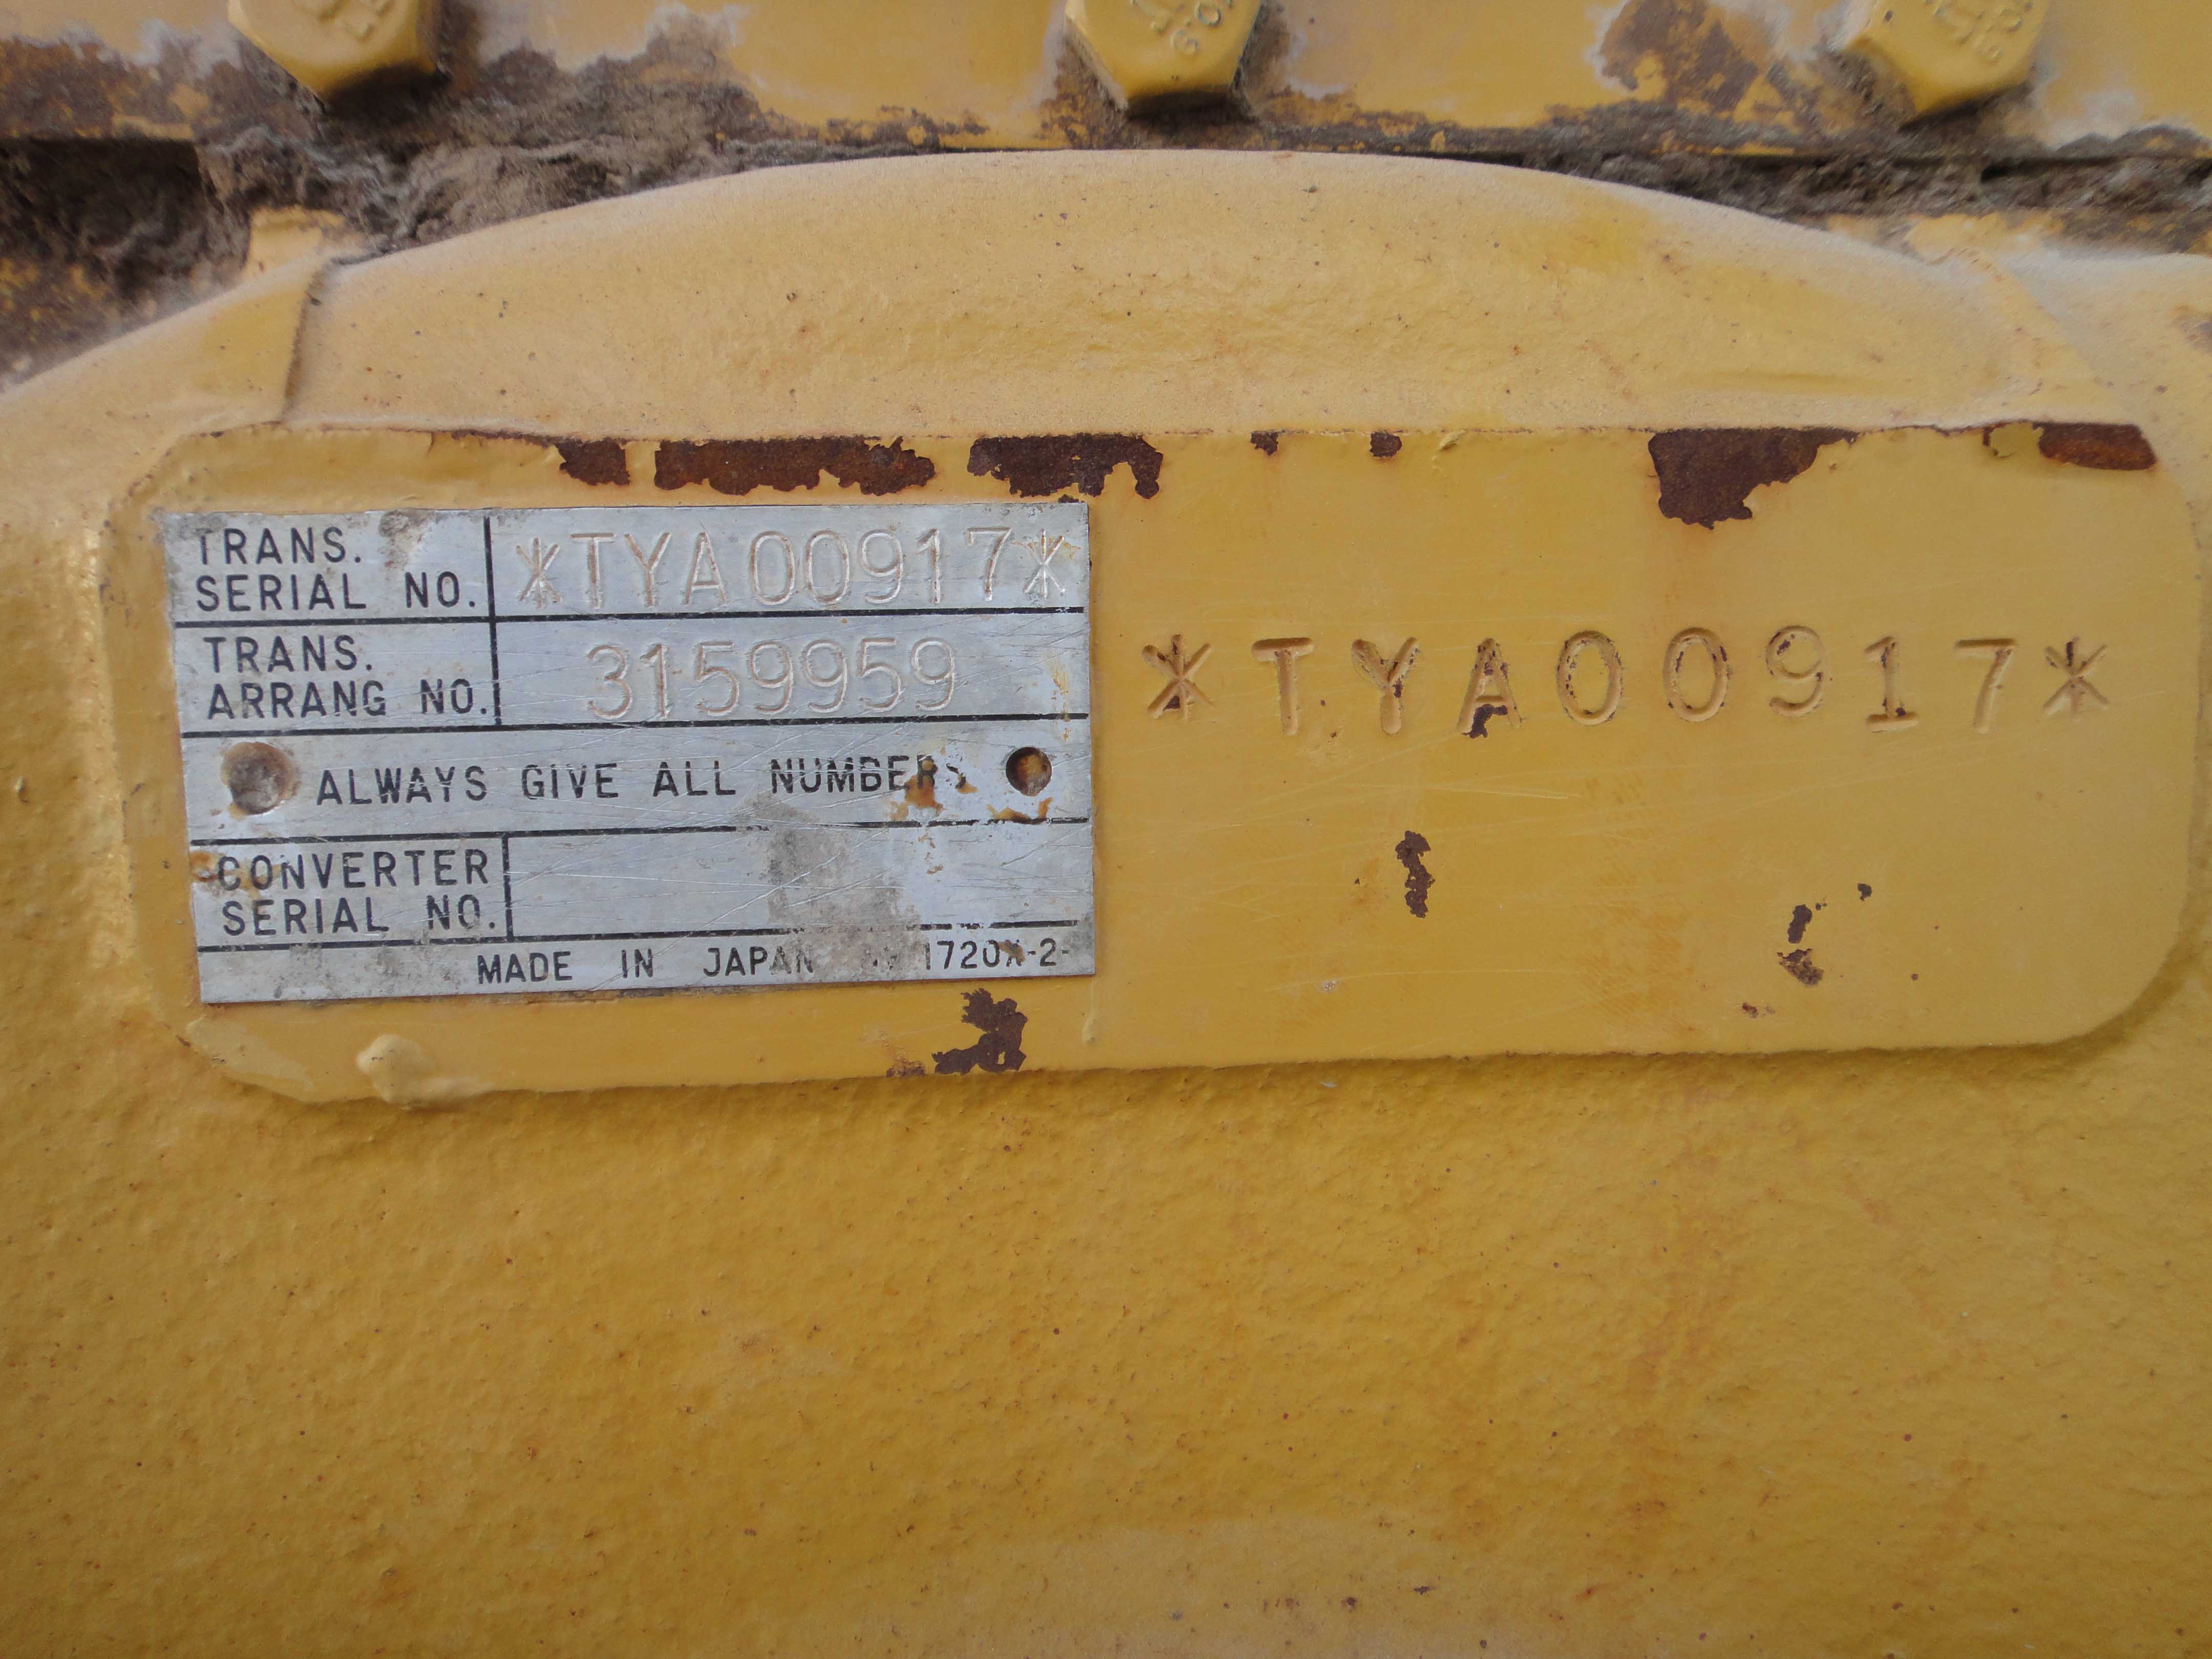 TRANS.
SERIAL NO.
*TYA00917*
TRANS.
ARRANG NO.
3159959
ALWAYS GIVE ALL NUMBERS
CONVERTER
SERIAL NO.
MADE IN JAPAN
*TYA00917*